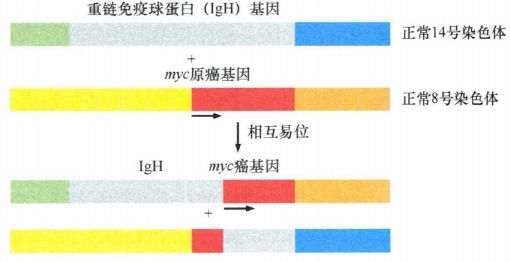 重链免疫球蛋白(IgH)基因
正常14号染色体
+
myc原癌基因
正常8号染色体
相互易位
IgH myc癌基因
+